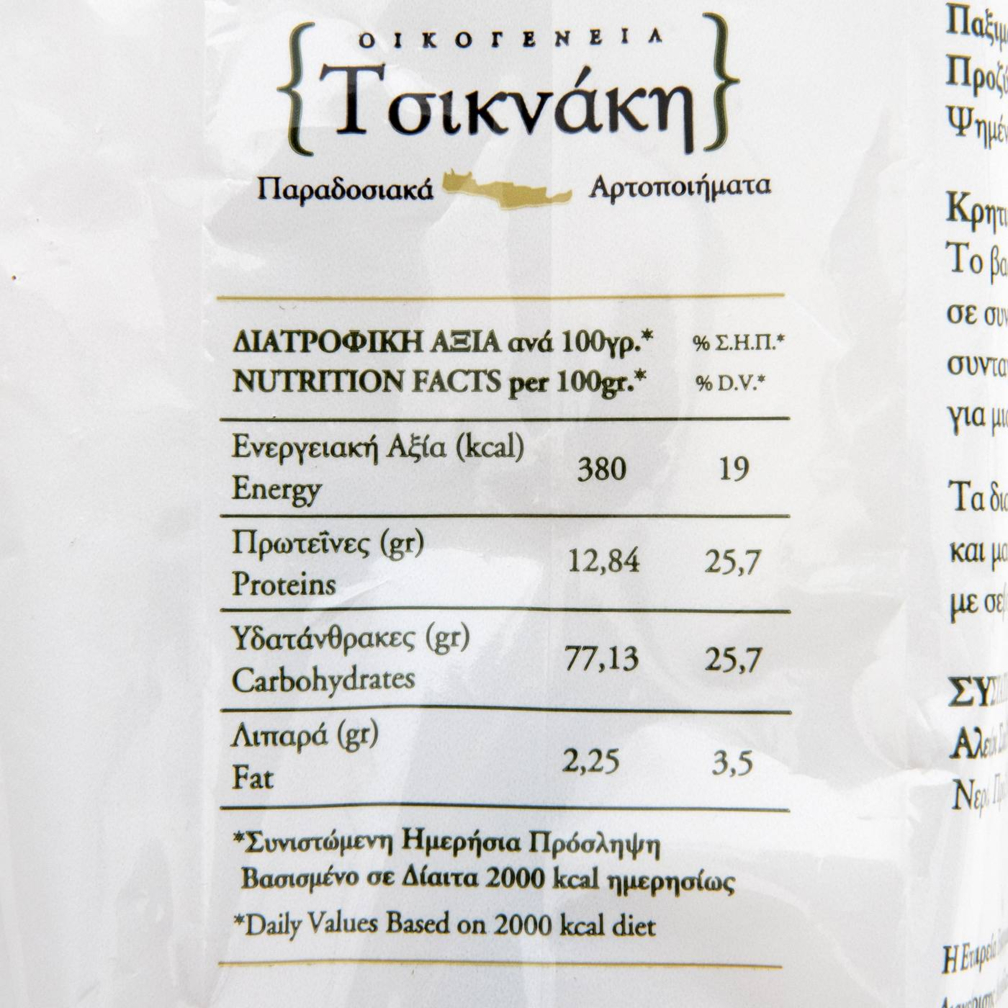 ΟΙΚΟΓΕΝΕΙΑ
{Τσικνάκη}
Παραδοσιακά Αρτοποιήματα
ΔΙΑΤΡΟΦΙΚΗ ΑΞΙΑ ανά 100γρ.* % Σ.Η.Π.*
NUTRITION FACTS per 100gr.* % D.V.*
Ενεργειακή Αξία (kcal)
Energy 380 19
Πρωτεΐνες (gr)
Proteins 12,84 25,7
Υδατάνθρακες (gr)
Carbohydrates 77,13 25,7
Λιπαρά (gr)
Fat 2,25 3,5
*Συνιστώμενη Ημερήσια Πρόσληψη
Βασισμένο σε Δίαιτα 2000 kcal ημερησίως
*Daily Values Based on 2000 kcal diet
Το
σε
για
Τα
και
με